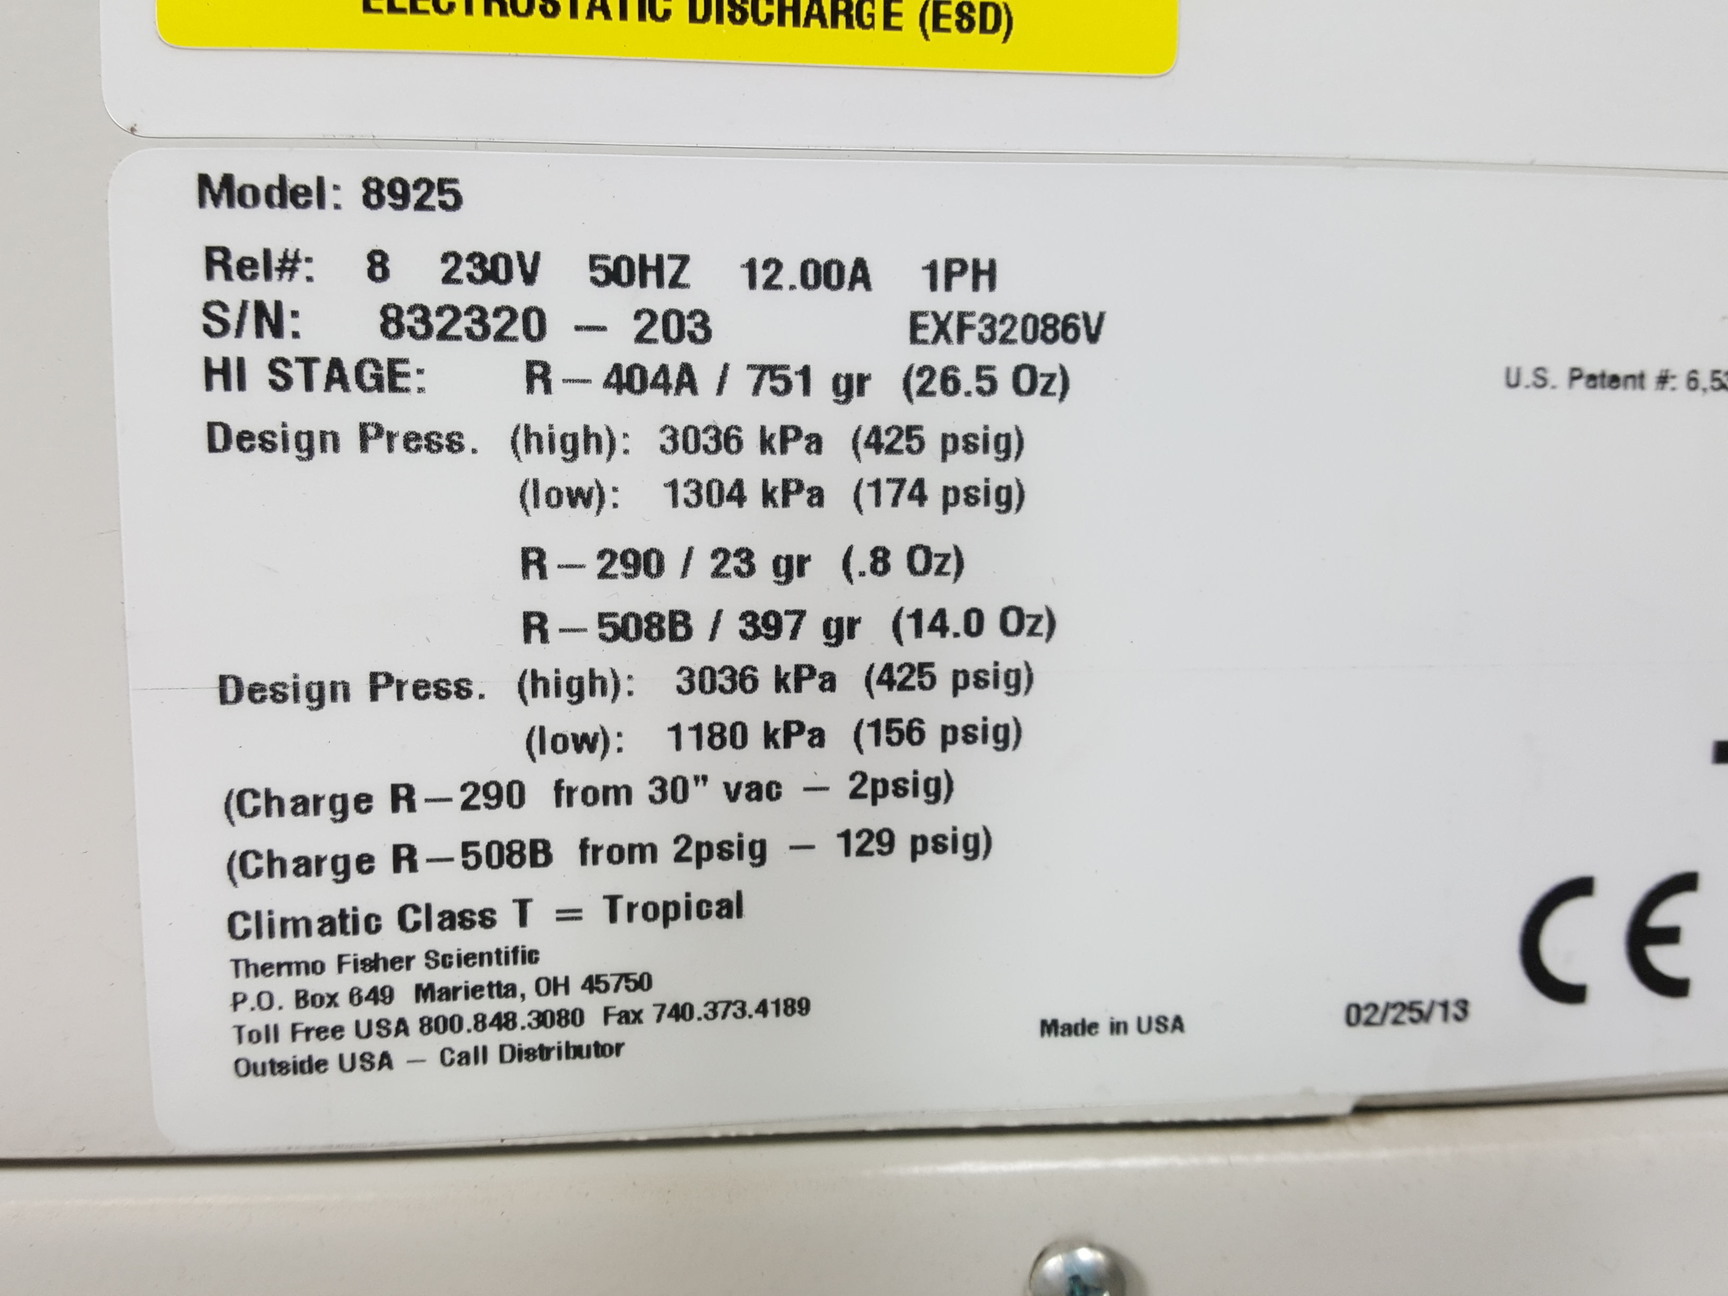 ELECTROSTATIC DISCHARGE (ESD)
Model: 8925
Rel#: 8 230V 50HZ 12.00A 1PH
S/N: 832320 – 203 EXF32086V
HI STAGE: R–404A / 751 gr (26.5 Oz)
U.S. Patent #: 6,53
Design Press. (high): 3036 kPa (425 psig)
(low): 1304 kPa (174 psig)
R–290 / 23 gr (.8 Oz)
R–508B / 397 gr (14.0 Oz)
Design Press. (high): 3036 kPa (425 psig)
(low): 1180 kPa (156 psig)
(Charge R–290 from 30" vac – 2psig)
(Charge R–508B from 2psig – 129 psig)
Climatic Class T = Tropical
Thermo Fisher Scientific
P.O. Box 649 Marietta, OH 45750
Toll Free USA 800.848.3080 Fax 740.373.4189
Outside USA – Call Distributor
Made in USA
02/25/13
CE